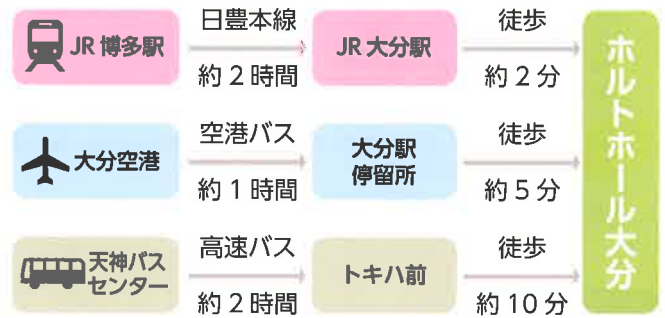 JR 博多駅
日豊本線
約2時間
JR 大分駅
徒歩
約2分
大分空港
空港バス
約1時間
大分駅
停留所
徒歩
約5分
天神バス
センター
高速バス
約2時間
トキハ前
徒歩
約10分
ホルトホール大分